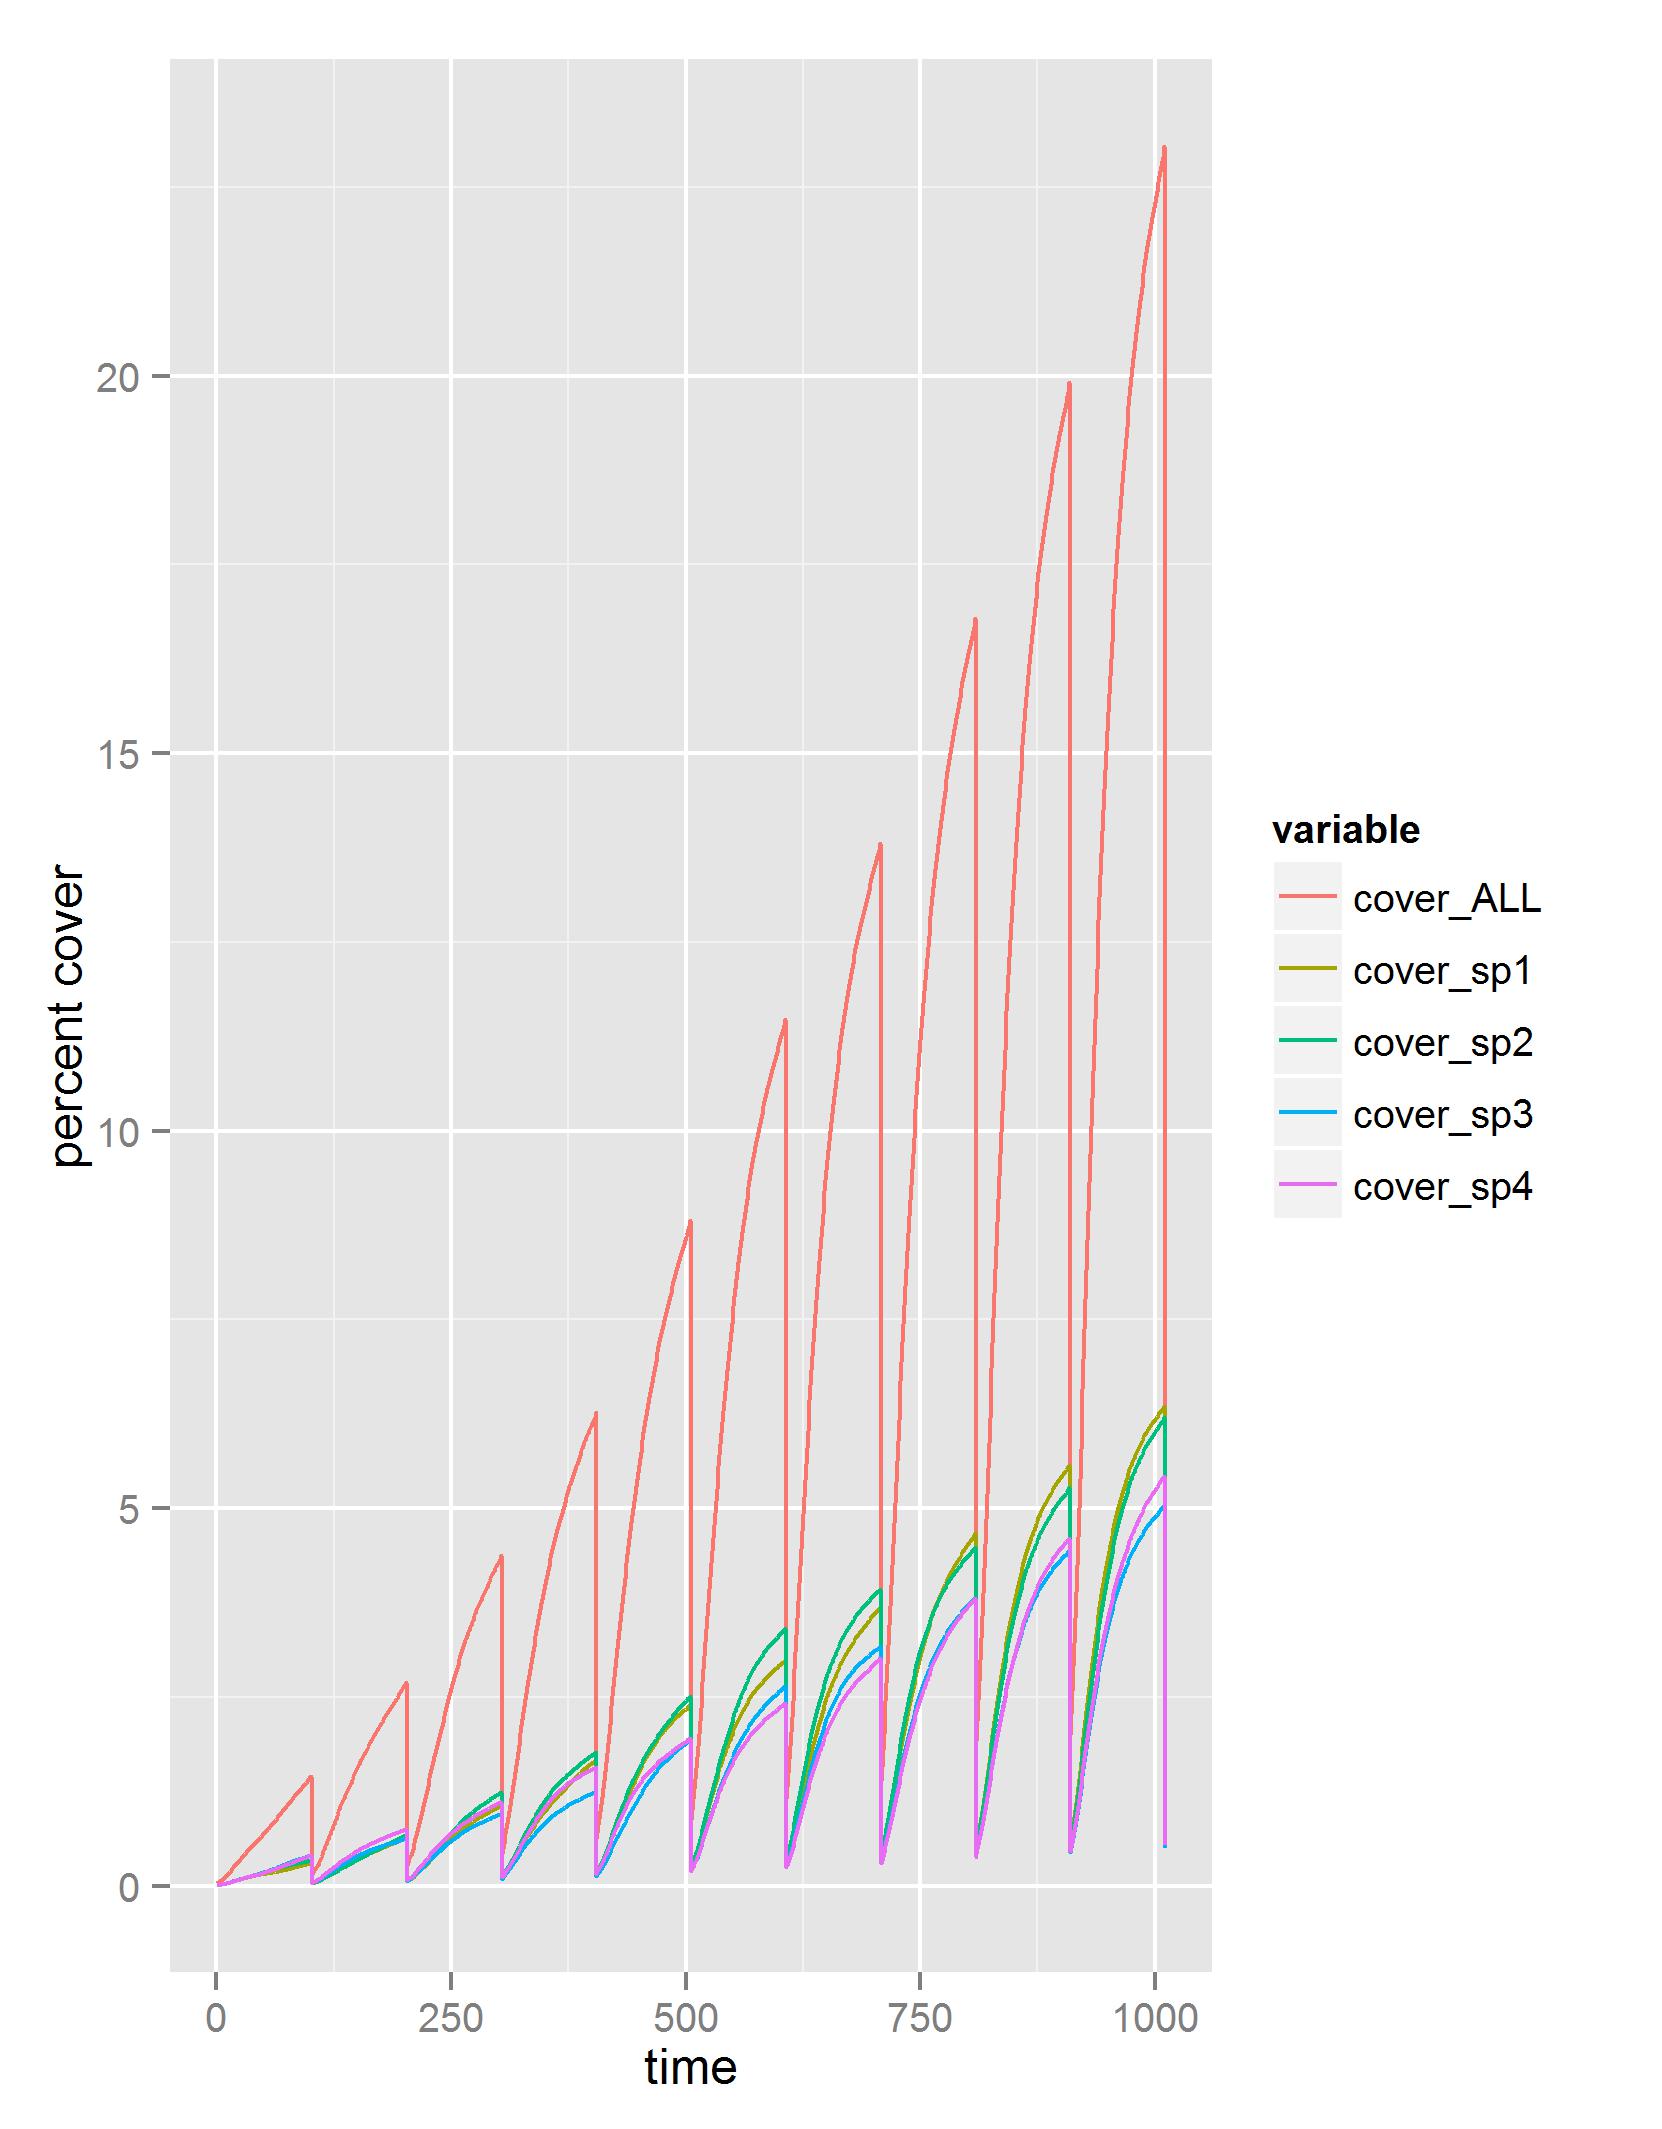 percent cover
20
15
10
5
0
0 250 500 750 1000
time
variable
cover_ALL
cover_sp1
cover_sp2
cover_sp3
cover_sp4